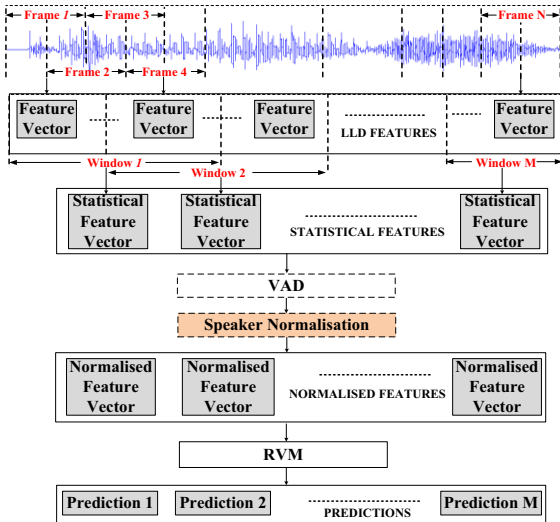 Frame 1
Frame 3
Frame N
Frame 2
Frame 4
Feature
Vector
Feature
Vector
Feature
Vector
LLD FEATURES
Feature
Vector
Window 1
Window 2
Window M
Statistical
Feature
Vector
Statistical
Feature
Vector
STATISTICAL FEATURES
Statistical
Feature
Vector
VAD
Speaker Normalisation
Normalised
Feature
Vector
Normalised
Feature
Vector
NORMALISED FEATURES
Normalised
Feature
Vector
RVM
Prediction 1
Prediction 2
PREDICTIONS
Prediction M